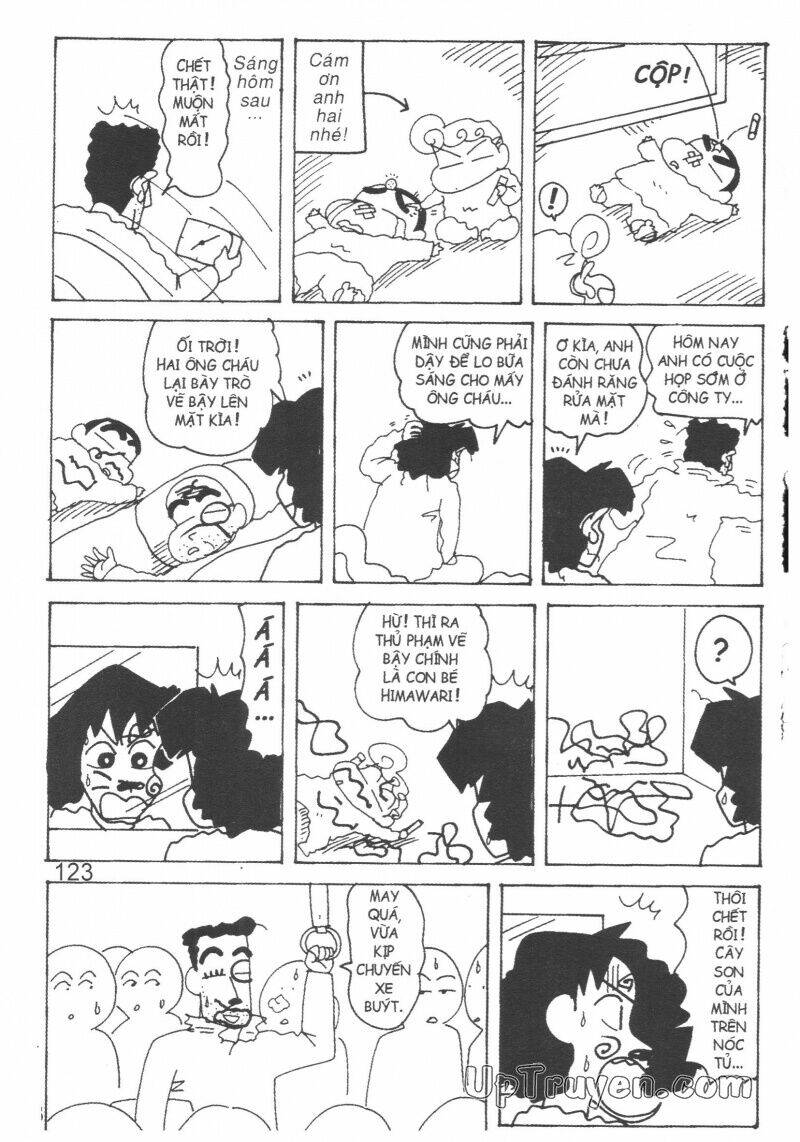 CỘP!
!
Cám
ơn
anh
hai
nhé!
Sáng
hôm
sau
...
CHẾT
THẬT!
MUỘN
MẤT
RỒI!
HÔM NAY
ANH CÓ CUỘC
HỌP SỚM Ở
CÔNG TY...
Ơ KÌA, ANH
CÒN CHƯA
ĐÁNH RĂNG
RỬA MẶT
MÀ!
MÌNH CŨNG PHẢI
DẬY ĐỂ LO BỮA
SÁNG CHO MẤY
ÔNG CHÁU...
ỐI TRỜI!
HAI ÔNG CHÁU
LẠI BÀY TRÒ
VẼ BẬY LÊN
MẶT KÌA!
?
HỪ! THÌ RA
THỦ PHẠM VẼ
BẬY CHÍNH
LÀ CON BÉ
HIMAWARI!
Á
Á
Á
...
123
THÔI
CHẾT
RỒI!
CÂY
SON
CỦA
MÌNH
TRÊN
NÓC
TỦ...
MAY
QUÁ,
VỪA
KỊP
CHUYẾN
XE
BUÝT.
UpTruyen.com